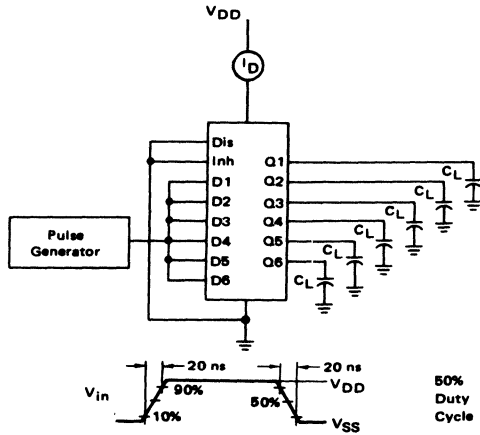 VDD
ID
Dis
Inh
D1
D2
D3
D4
D5
D6
Q1
Q2
Q3
Q4
Q5
Q6
CL
CL
CL
CL
CL
CL
Pulse
Generator
20 ns
20 ns
Vin
90%
10%
50%
VDD
VSS
50%
Duty
Cycle